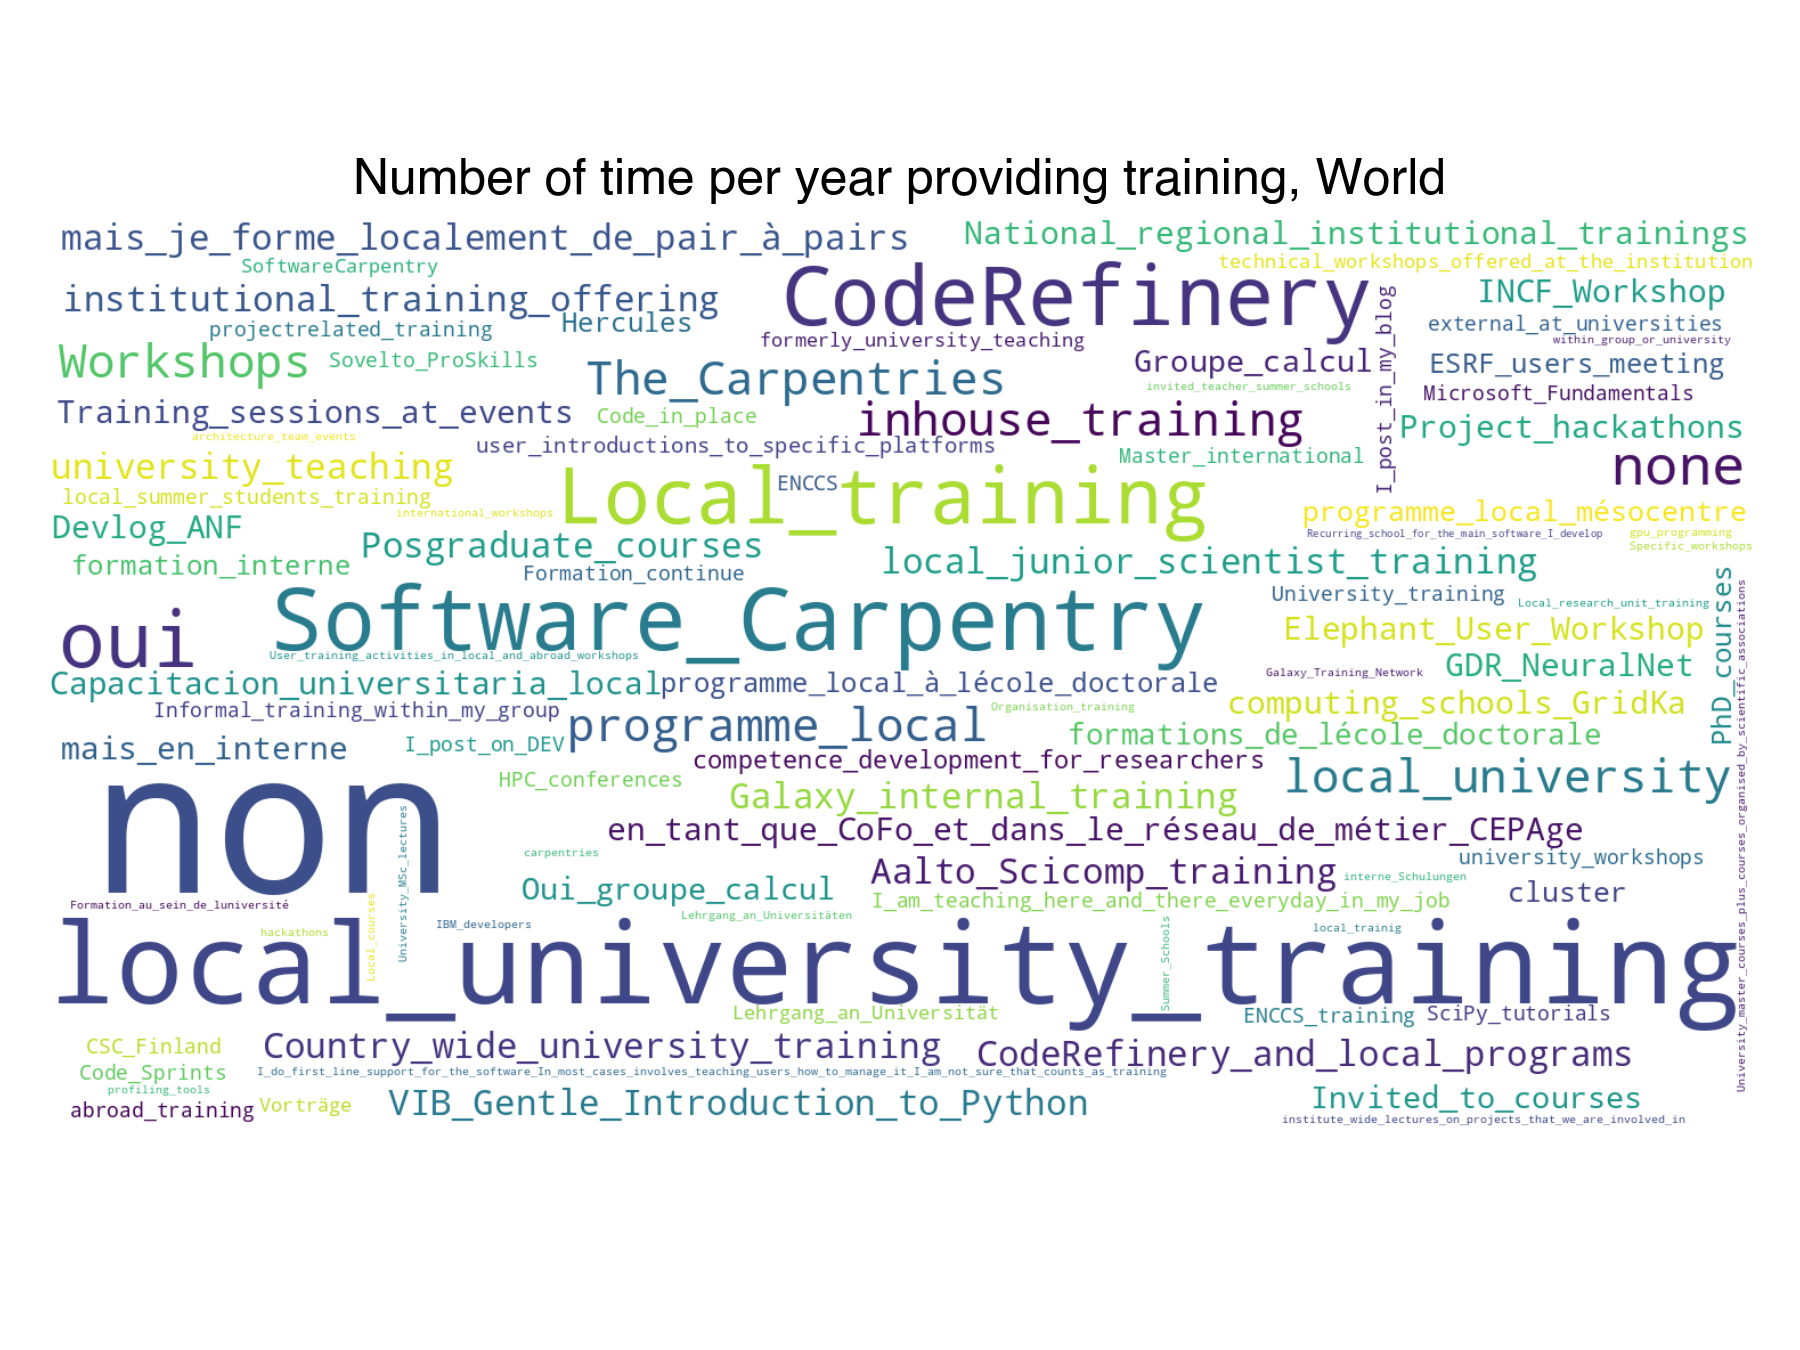 Number of time per year providing training, World
mais_je_forme_localement_de_pair_à_pairs
National_regional_institutional_trainings
SoftwareCarpentry
technical_workshops_offered_at_the_institution
institutional_training_offering
CodeRefinery
INCF_Workshop
projectrelated_training
Hercules
external_at_universities
formerly_university_teaching
within_group_or_university
Workshops
Sovelto_ProSkills
The_Carpentries
Groupe_calcul
I_post_in_my_blog
ESRF_users_meeting
invited_teacher_summer_schools
Microsoft_Fundamentals
Training_sessions_at_events
Code_in_place
inhouse_training
Project_hackathons
architecture_team_events
user_introductions_to_specific_platforms
Master_international
university_teaching
none
local_summer_students_training
Local_training
ENCCS
international_workshops
programme_local_mésocentre
Devlog_ANF
Recurring_school_for_the_main_software_I_develop
gpu_programming
Specific_workshops
Posgraduate_courses
formation_interne
Formation_continue
local_junior_scientist_training
University_training
Local_research_unit_training
PhD_courses
oui
Software_Carpentry
Elephant_User_Workshop
User_training_activities_in_local_and_abroad_workshops
Galaxy_Training_Network
GDR_NeuralNet
Capacitacion_universitaria_local
programme_local_à_lécole_doctorale
Informal_training_within_my_group
Organisation_training
computing_schools_GridKa
programme_local
mais_en_interne
I_post_on_DEV
formations_de_lécole_doctorale
competence_development_for_researchers
HPC_conferences
local_university
University_master_courses_plus_courses_organised_by_scientific_associations
non
Galaxy_internal_training
University_MSc_lectures
en_tant_que_CoFo_et_dans_le_réseau_de_métier_CEPAge
carpentries
university_workshops
Oui_groupe_calcul
Aalto_Scicomp_training
interne_Schulungen
cluster
Formation_au_sein_de_luniversité
Local_courses
I_am_teaching_here_and_there_everyday_in_my_job
Lehrgang_an_Universitäten
hackathons
IBM_developers
Summer_Schools
local_trainig
local_university_training
Lehrgang_an_Universität
ENCCS_training
SciPy_tutorials
CSC_Finland
Country_wide_university_training
CodeRefinery_and_local_programs
Code_Sprints
I_do_first_line_support_for_the_software_In_most_cases_involves_teaching_users_how_to_manage_it_I_am_not_sure_that_counts_as_training
profiling_tools
abroad_training
Vorträge
VIB_Gentle_Introduction_to_Python
Invited_to_courses
institute_wide_lectures_on_projects_that_we_are_involved_in